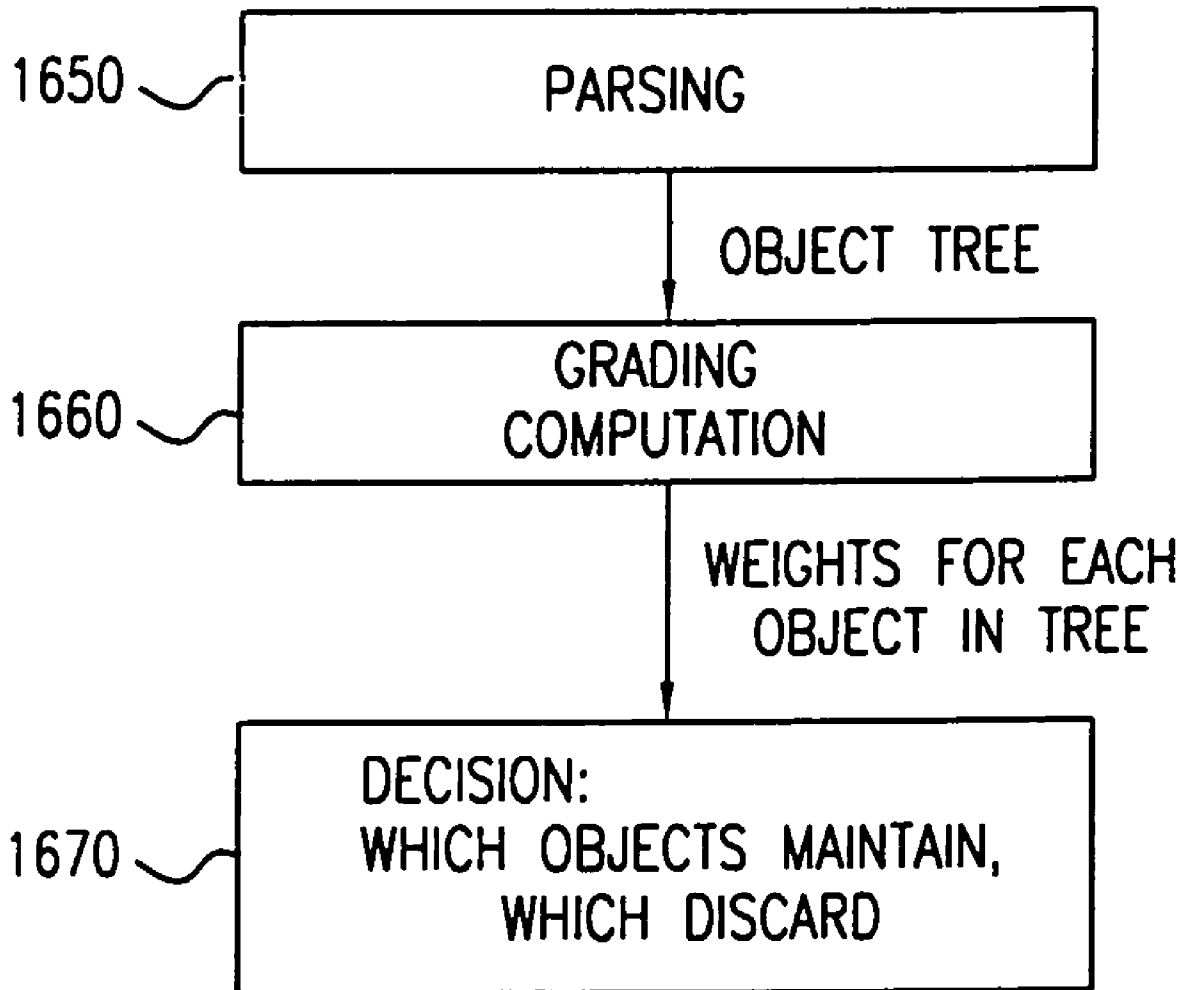 1650
PARSING
OBJECT TREE
1660
GRADING
COMPUTATION
WEIGHTS FOR EACH
OBJECT IN TREE
1670
DECISION:
WHICH OBJECTS MAINTAIN,
WHICH DISCARD